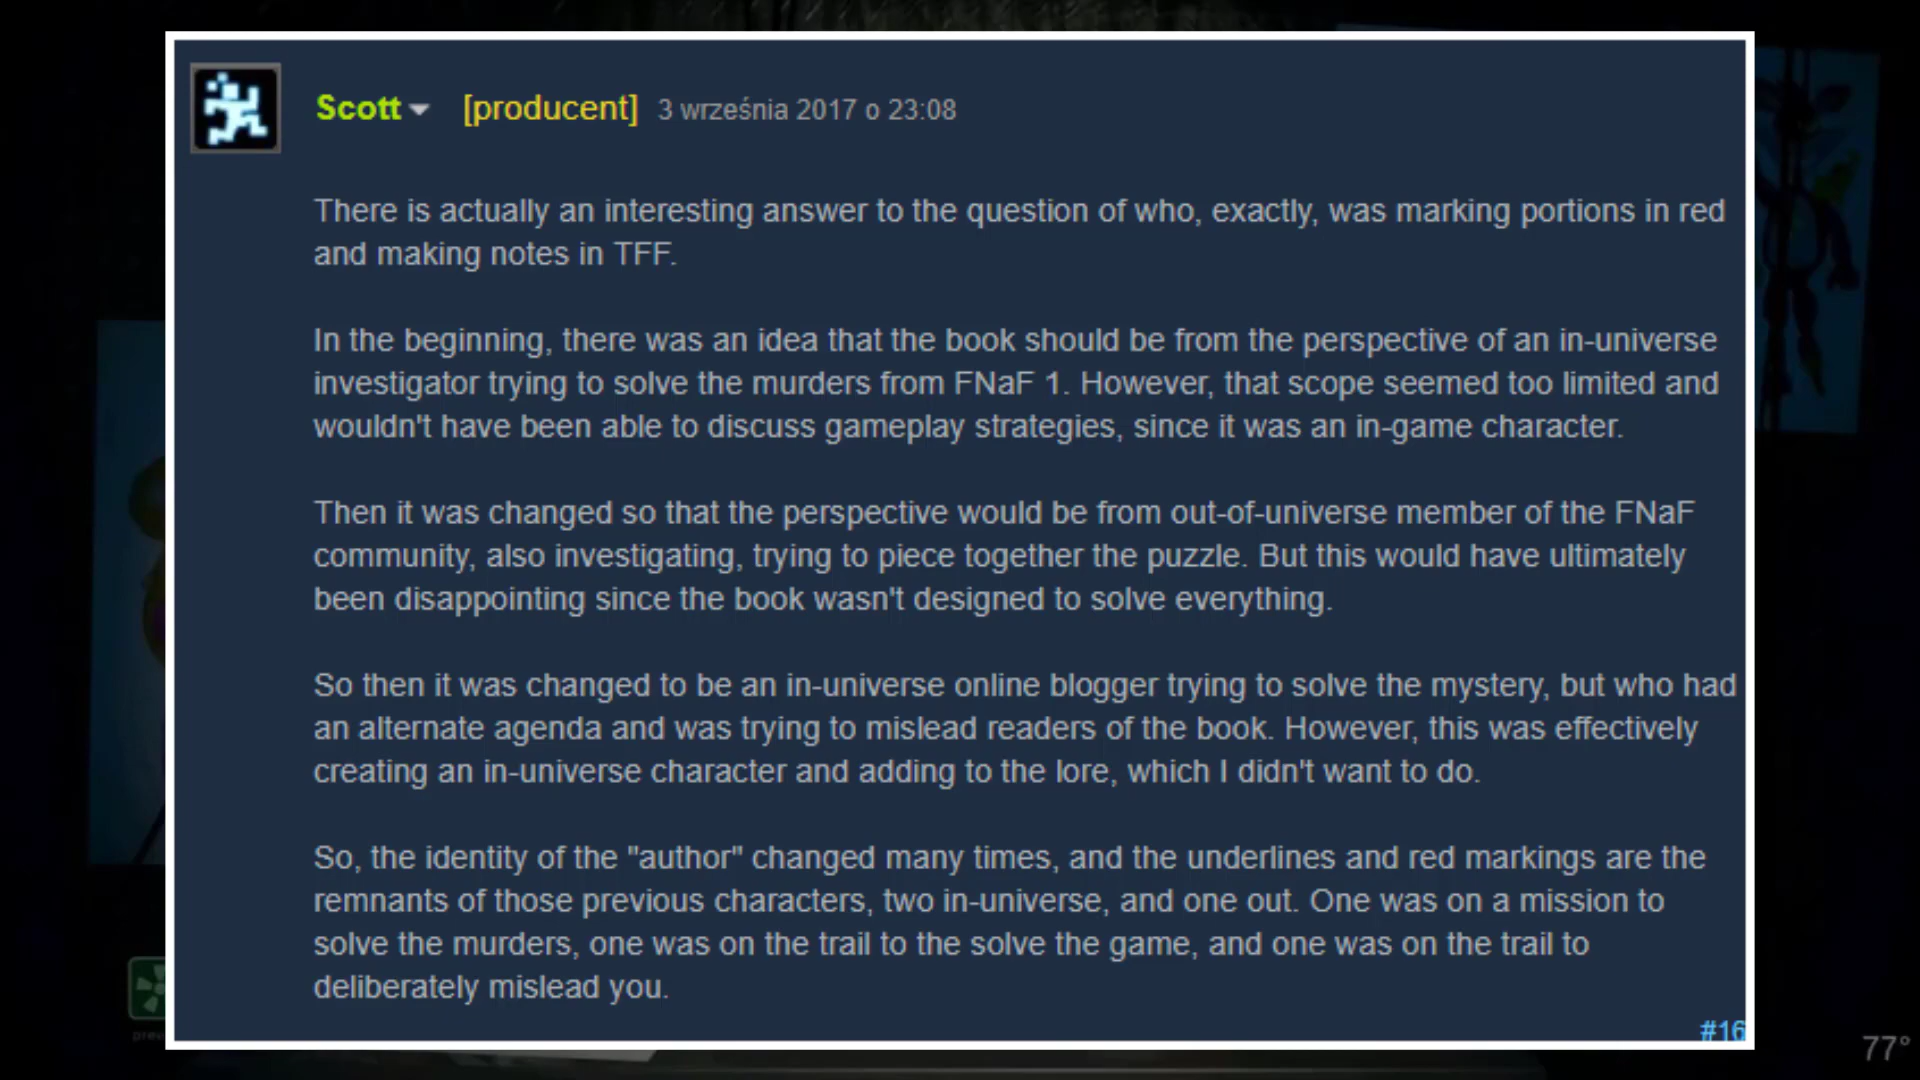 Scott [producent] 3 września 2017 o 23:08
There is actually an interesting answer to the question of who, exactly, was marking portions in red
and making notes in TFF.
In the beginning, there was an idea that the book should be from the perspective of an in-universe
investigator trying to solve the murders from FNaF 1. However, that scope seemed too limited and
wouldn't have been able to discuss gameplay strategies, since it was an in-game character.
Then it was changed so that the perspective would be from out-of-universe member of the FNaF
community, also investigating, trying to piece together the puzzle. But this would have ultimately
been disappointing since the book wasn't designed to solve everything.
So then it was changed to be an in-universe online blogger trying to solve the mystery, but who had
an alternate agenda and was trying to mislead readers of the book. However, this was effectively
creating an in-universe character and adding to the lore, which I didn't want to do.
So, the identity of the "author" changed many times, and the underlines and red markings are the
remnants of those previous characters, two in-universe, and one out. One was on a mission to
solve the murders, one was on the trail to the solve the game, and one was on the trail to
deliberately mislead you.
#16
77°